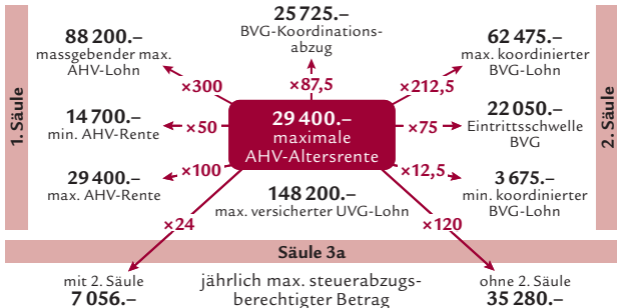 25 725.–
BVG-Koordinations-
abzug
88 200.–
massgebender max.
AHV-Lohn
62 475.–
max. koordinierter
BVG-Lohn
×300
×87,5
×212,5
1. Säule
2. Säule
14 700.–
min. AHV-Rente
×50
29 400.–
maximale
AHV-Altersrente
×75
22 050.–
Eintrittsschwelle
BVG
29 400.–
max. AHV-Rente
×100
×12,5
3 675.–
min. koordinierter
BVG-Lohn
148 200.–
max. versicherter UVG-Lohn
×24
×120
Säule 3a
mit 2. Säule
7 056.–
jährlich max. steuerabzugs-
berechtigter Betrag
ohne 2. Säule
35 280.–